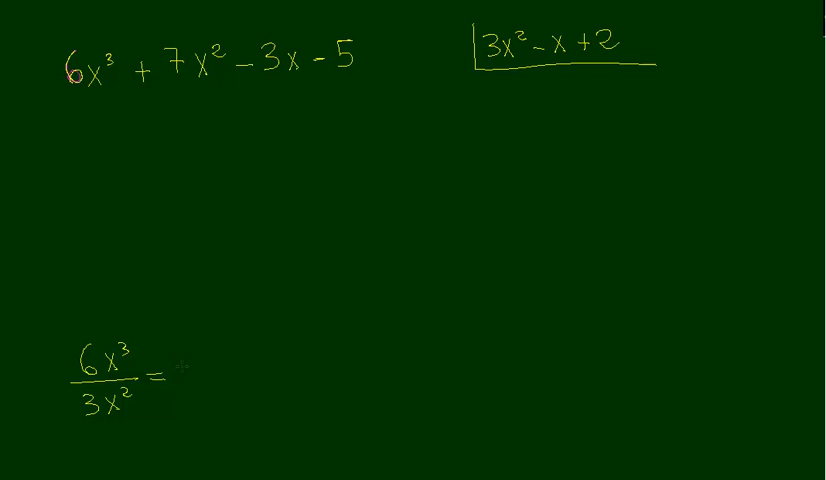 6x³ + 7x² - 3x - 5
3x² - x + 2
6x³
3x² =